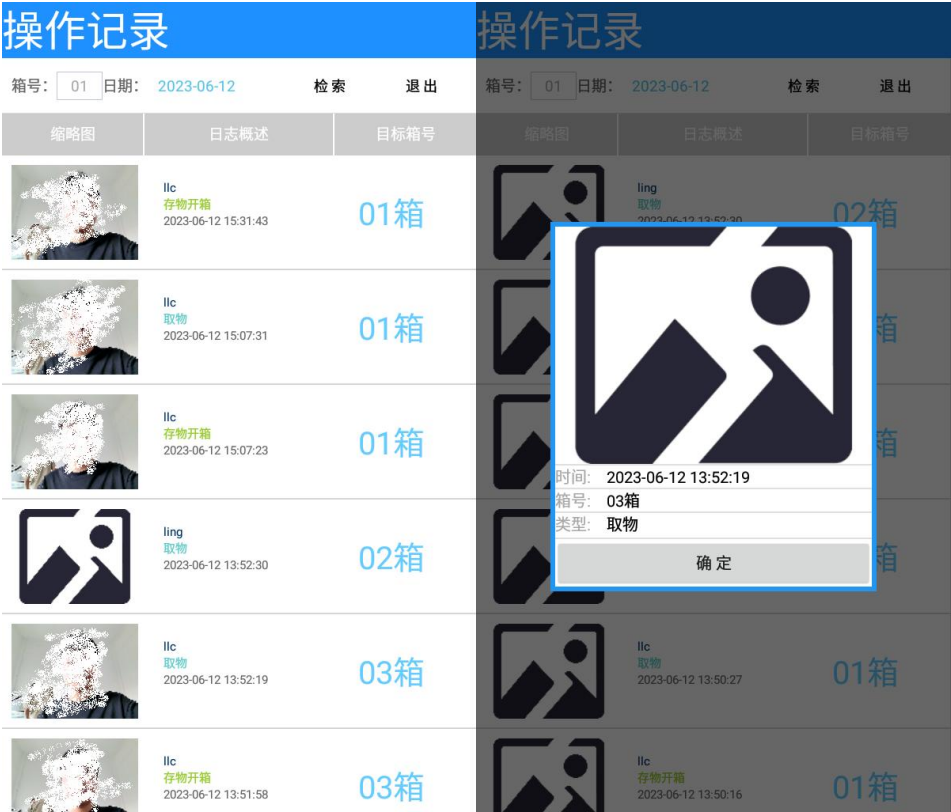 操作记录
箱号： 01 日期： 2023-06-12 检索 退出
缩略图 日志概述 目标箱号
llc
存物开箱
2023-06-12 15:31:43
01箱
llc
取物
2023-06-12 15:07:31
01箱
llc
存物开箱
2023-06-12 15:07:23
01箱
ling
取物
2023-06-12 13:52:30
02箱
llc
取物
2023-06-12 13:52:19
03箱
llc
存物开箱
2023-06-12 13:51:58
03箱
操作记录
箱号： 01 日期： 2023-06-12 检索 退出
缩略图 日志概述 目标箱号
ling
取物
2023-06-12 13:52:30
02箱
时间: 2023-06-12 13:52:19
箱号: 03箱
类型: 取物
确定
箱
箱
箱
llc
取物
2023-06-12 13:50:27
01箱
llc
存物开箱
2023-06-12 13:50:16
01箱